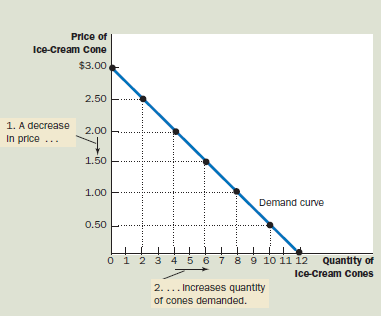 Price of
Ice-Cream Cone
$3.00
2.50
1. A decrease
in price ...
2.00
1.50
1.00
Demand curve
0.50
0 1 2 3 4 5 6 7 8 9 10 11 12 Quantity of
Ice-Cream Cones
2. ... increases quantity
of cones demanded.